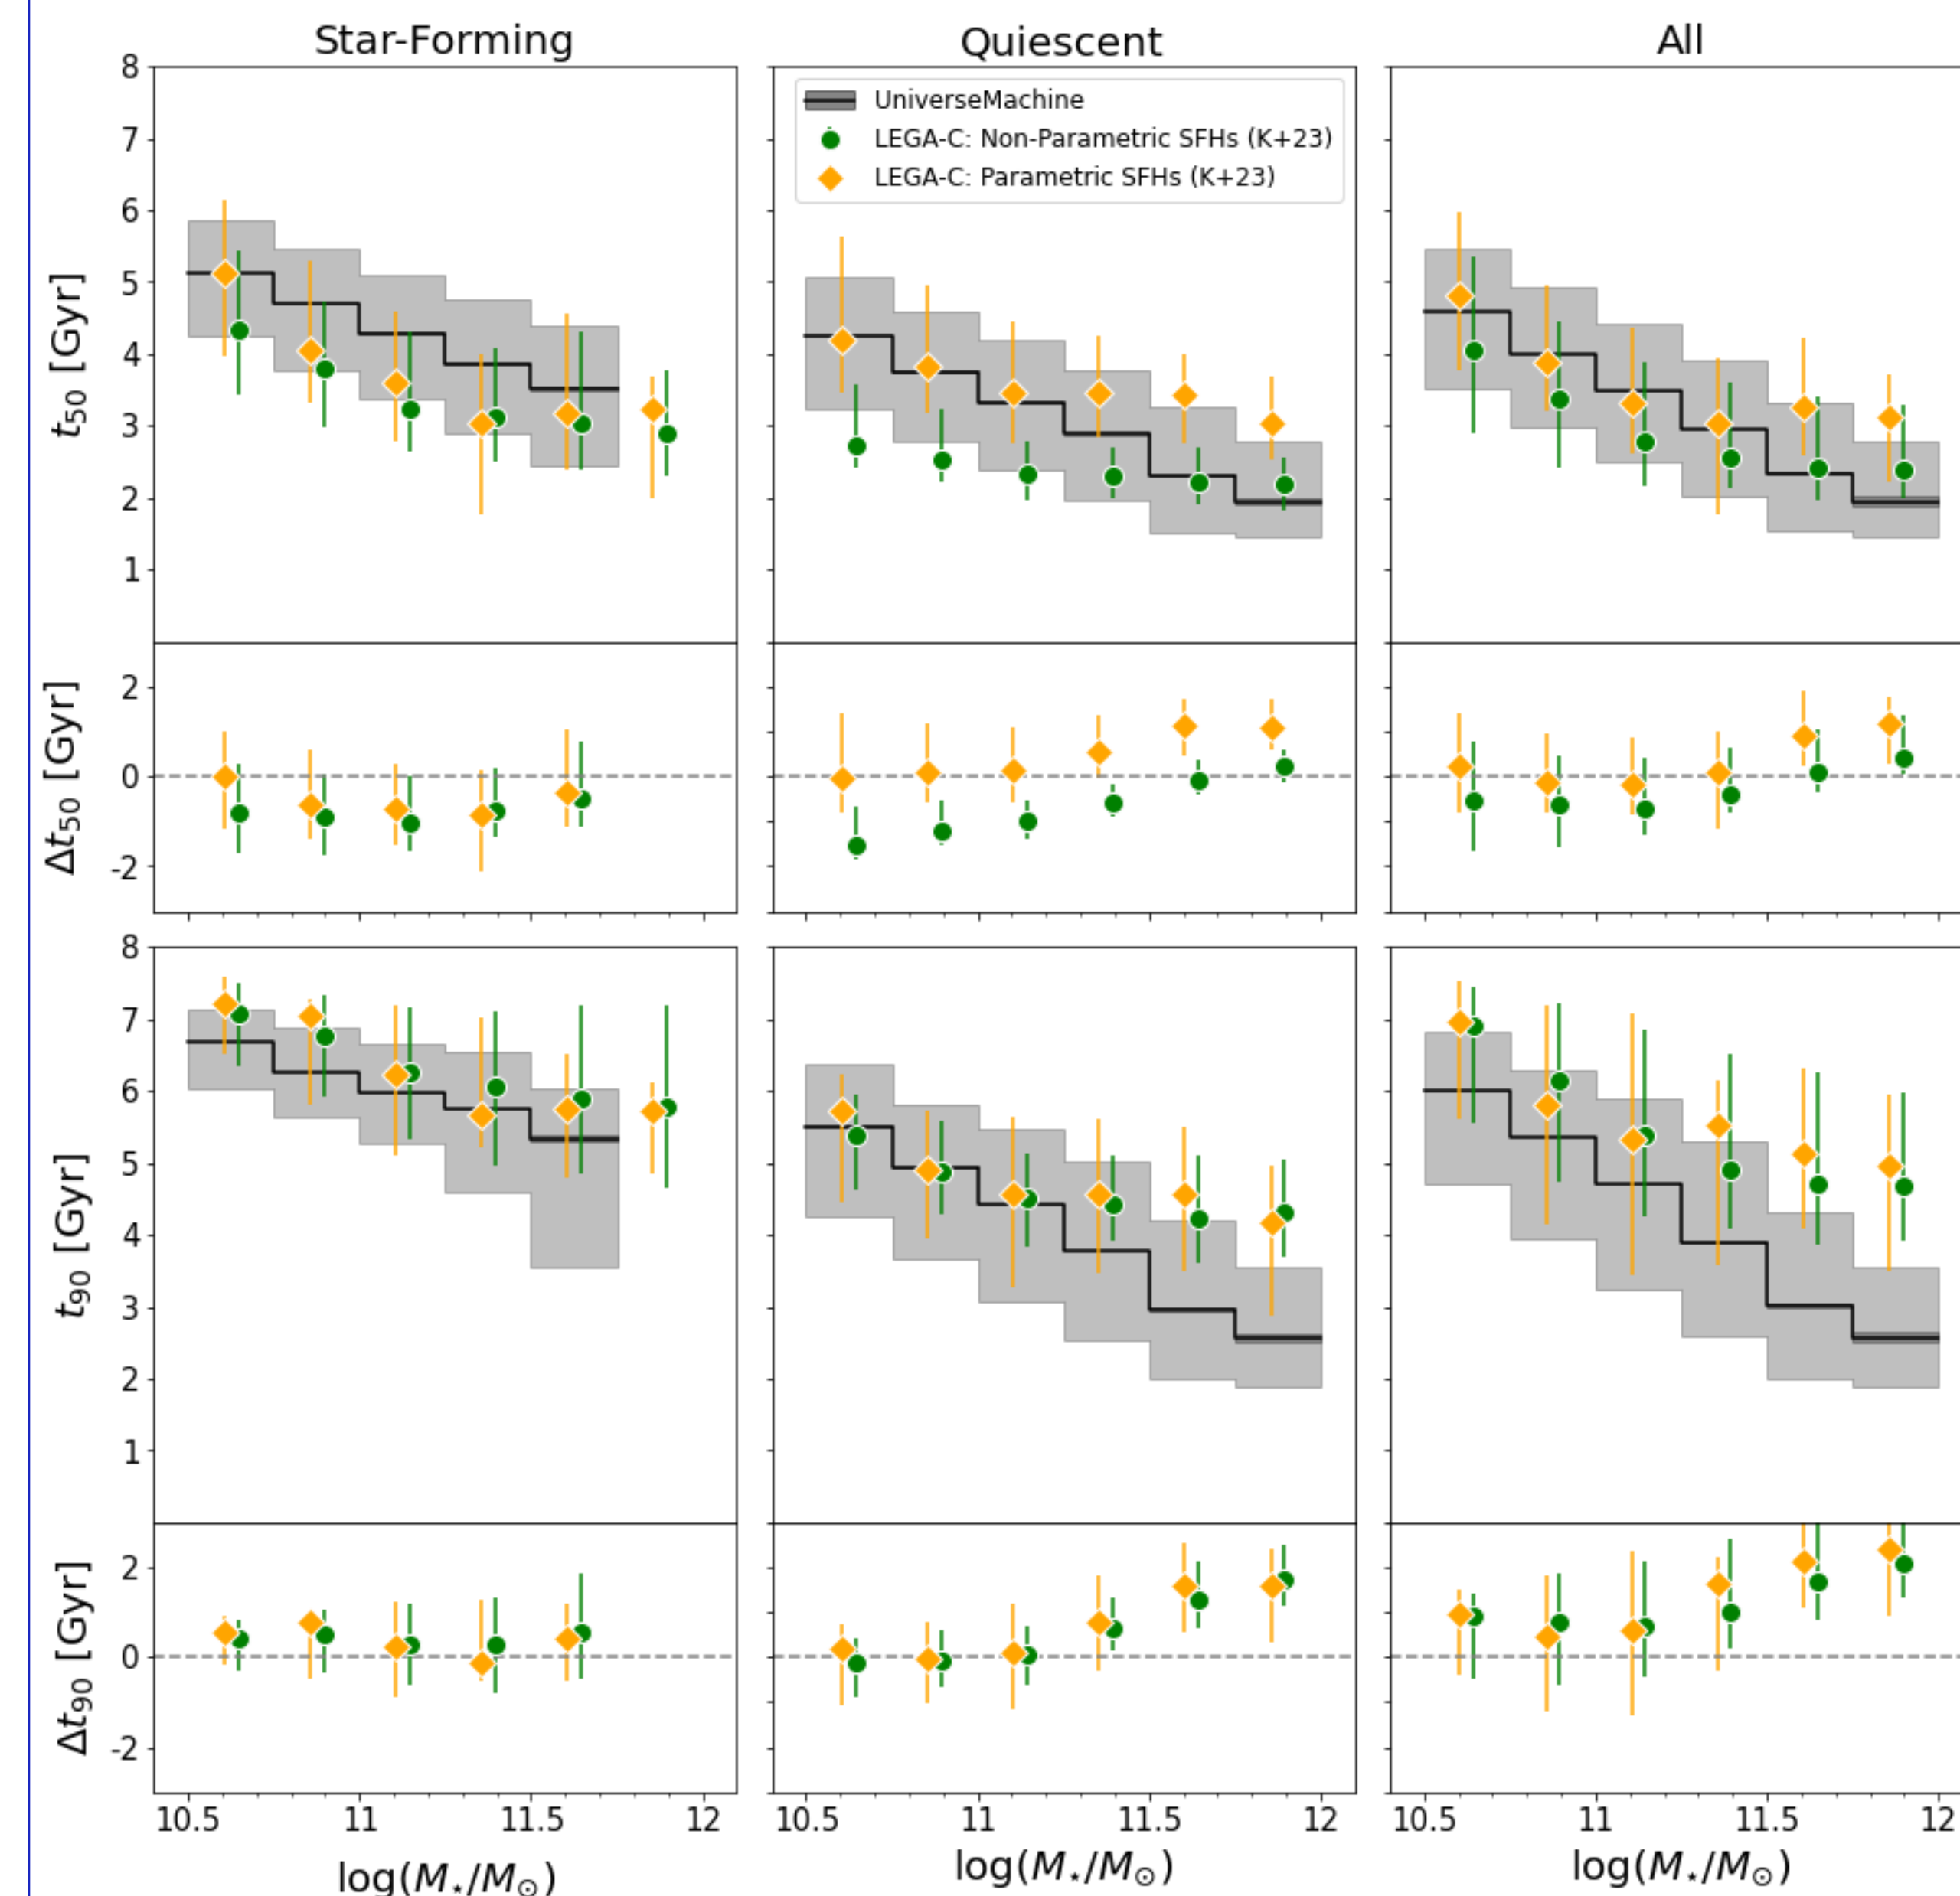 Star-Forming
Quiescent
All
8
7
6
5
4
3
2
1
t₅₀ [Gyr]
UniverseMachine
LEGA-C: Non-Parametric SFHs (K+23)
LEGA-C: Parametric SFHs (K+23)
2
0
-2
Δt₅₀ [Gyr]
8
7
6
5
4
3
2
1
t₉₀ [Gyr]
2
0
-2
Δt₉₀ [Gyr]
10.5 11 11.5 12
10.5 11 11.5 12
10.5 11 11.5 12
log(M⋆/M⊙)
log(M⋆/M⊙)
log(M⋆/M⊙)